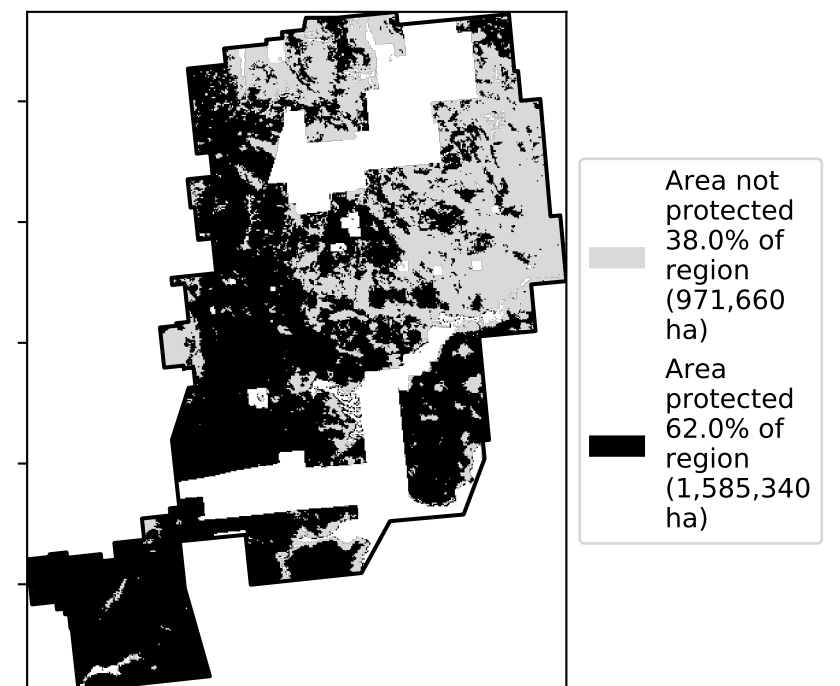 Area not
protected
38.0% of
region
(971,660
ha)
Area
protected
62.0% of
region
(1,585,340
ha)